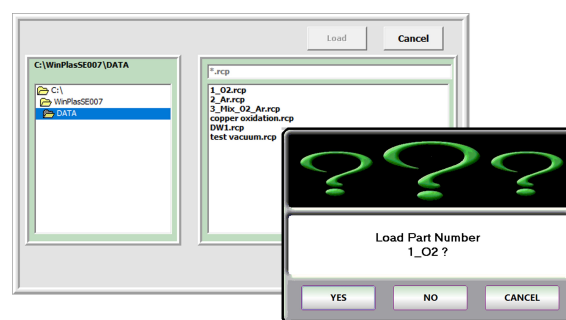 Load
Cancel
C:\WinPlasSE007\DATA
*.rcp
C:\
WinPlasSE007
DATA
1_O2.rcp
2_Ar.rcp
3_Mix_O2_Ar.rcp
copper oxidation.rcp
DW1.rcp
test vacuum.rcp
? ? ?
Load Part Number
1_O2 ?
YES
NO
CANCEL